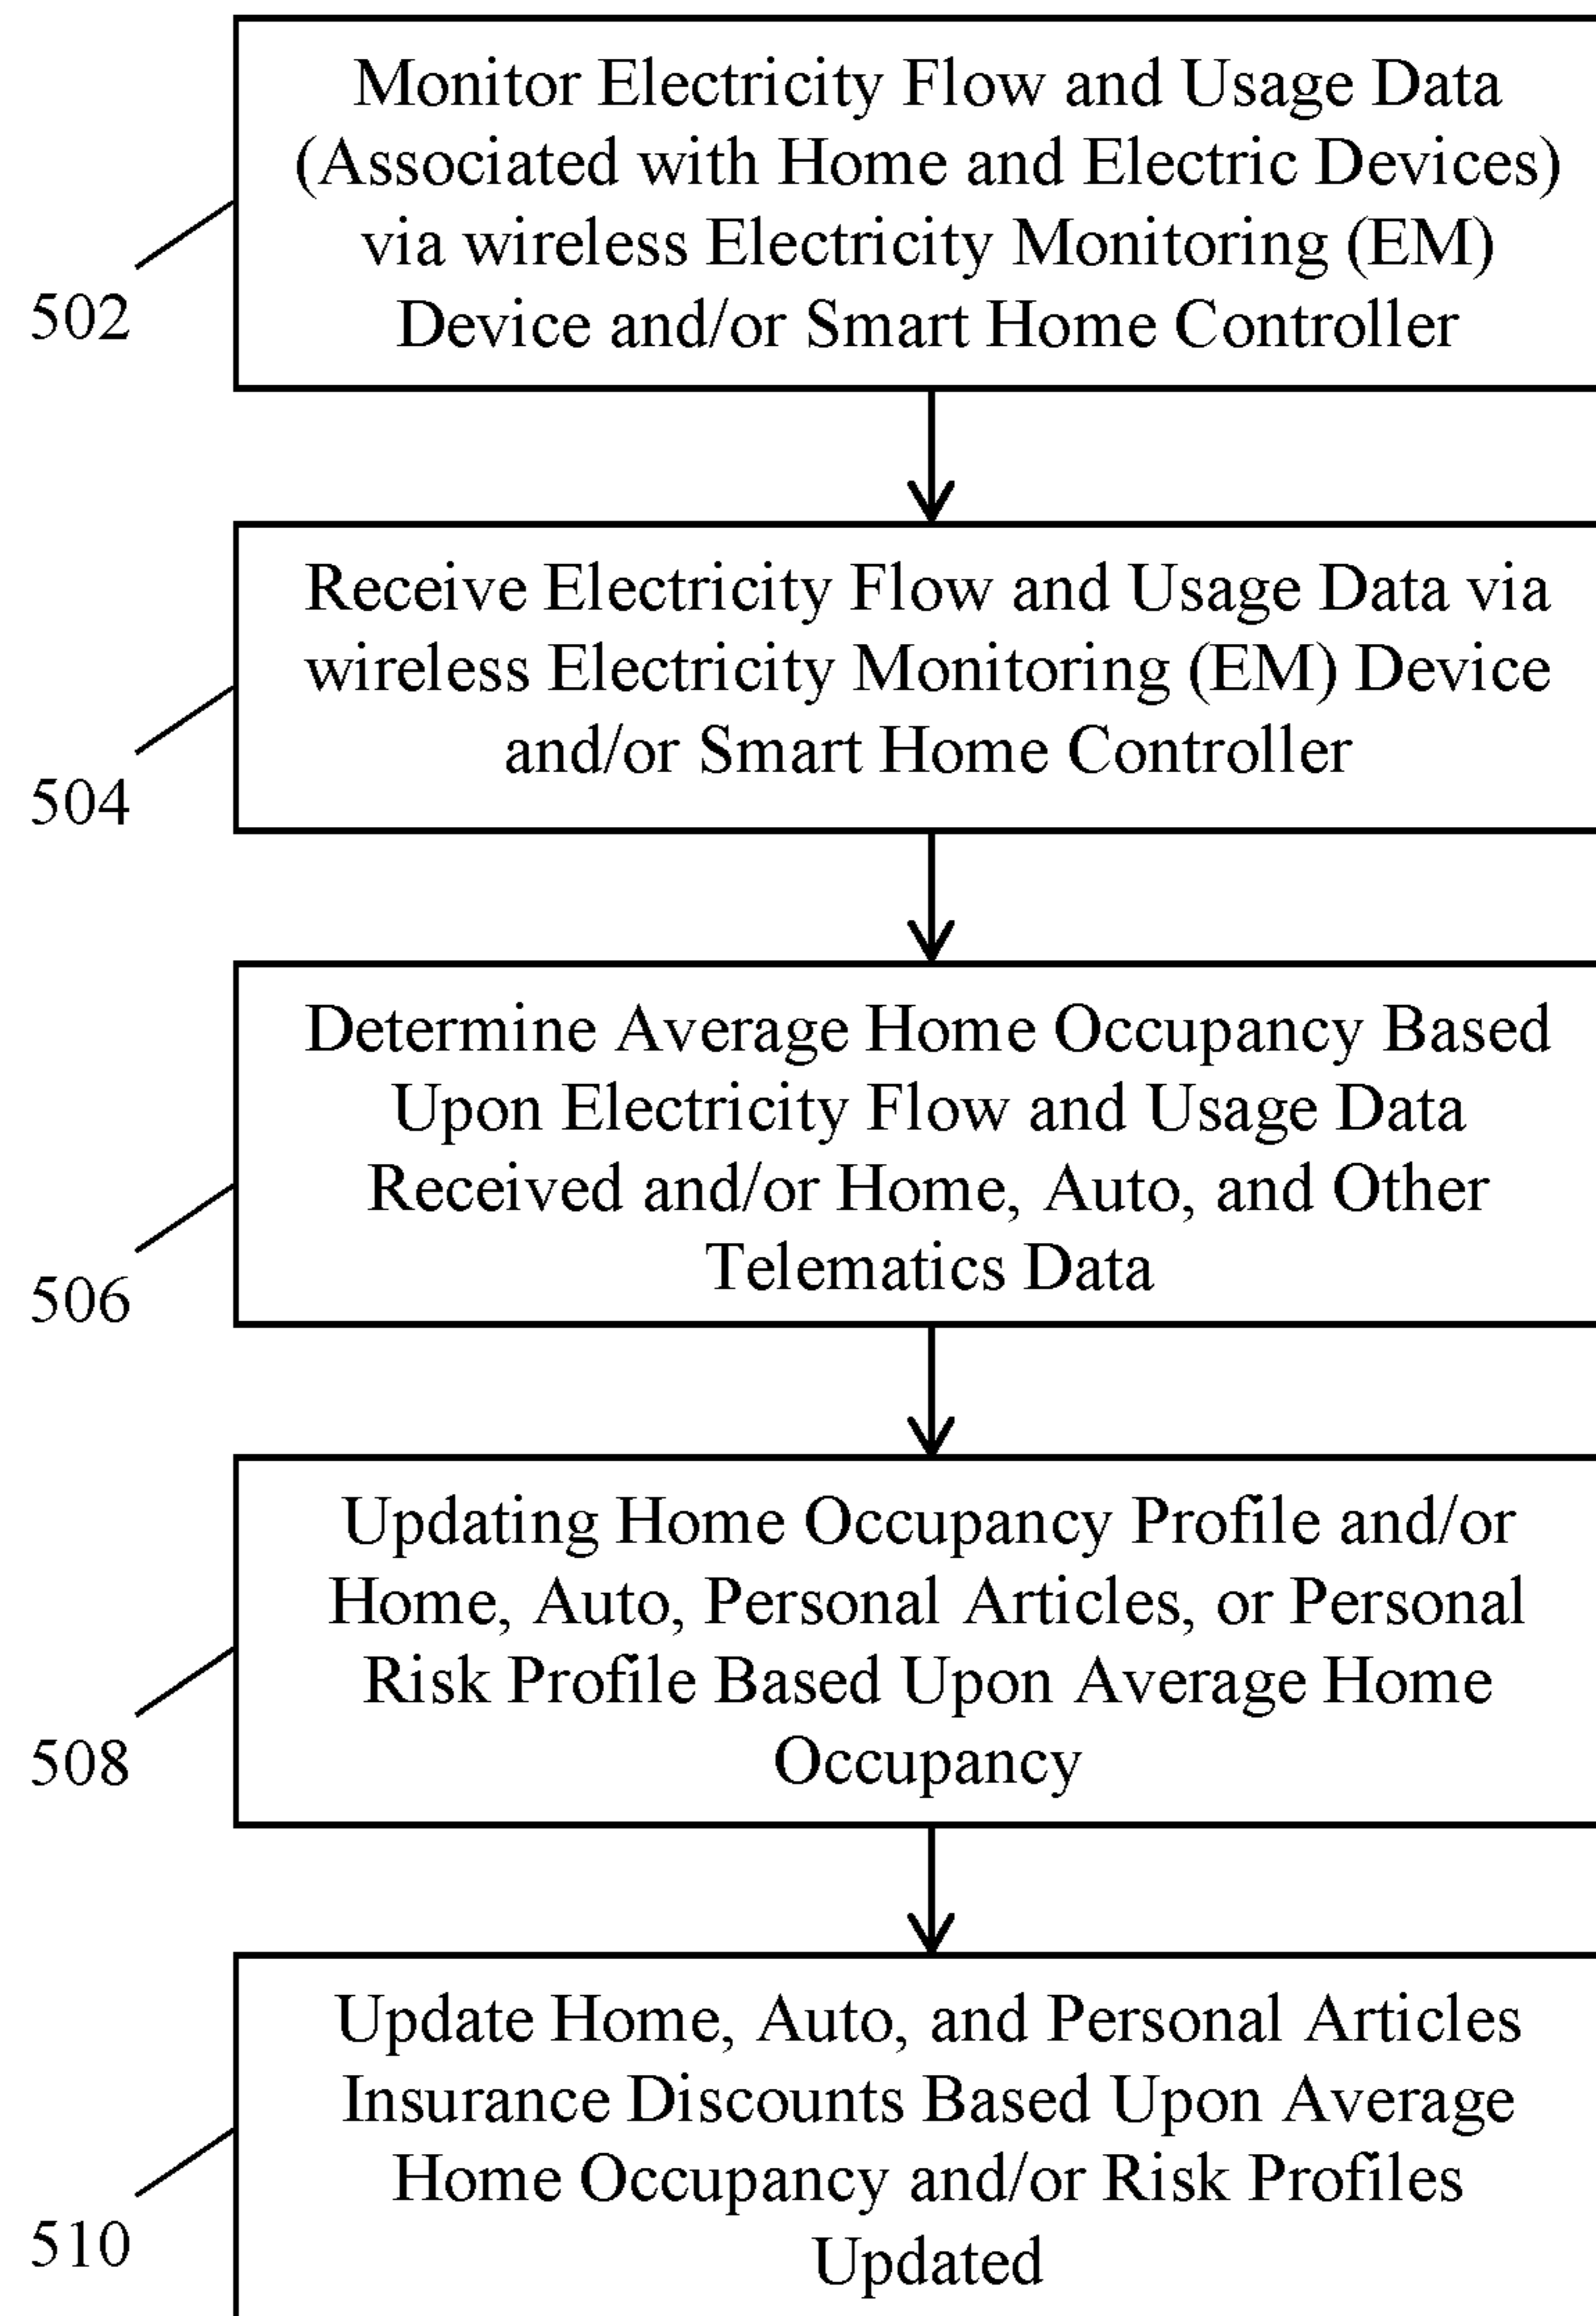 Monitor Electricity Flow and Usage Data
(Associated with Home and Electric Devices)
via wireless Electricity Monitoring (EM)
Device and/or Smart Home Controller
502
Receive Electricity Flow and Usage Data via
wireless Electricity Monitoring (EM) Device
and/or Smart Home Controller
504
Determine Average Home Occupancy Based
Upon Electricity Flow and Usage Data
Received and/or Home, Auto, and Other
Telematics Data
506
Updating Home Occupancy Profile and/or
Home, Auto, Personal Articles, or Personal
Risk Profile Based Upon Average Home
Occupancy
508
Update Home, Auto, and Personal Articles
Insurance Discounts Based Upon Average
Home Occupancy and/or Risk Profiles
Updated
510